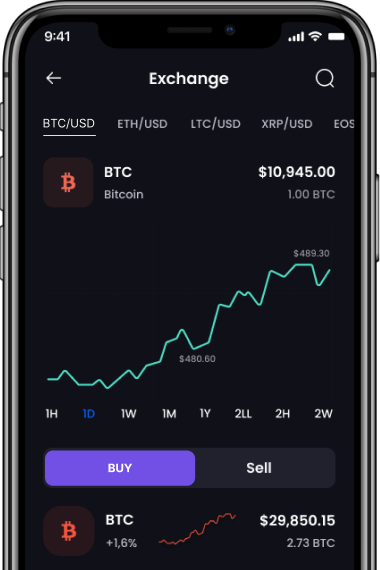 9:41
Exchange
BTC/USD ETH/USD LTC/USD XRP/USD EOS
BTC $10,945.00
Bitcoin 1.00 BTC
$489.30
$480.60
1H 1D 1W 1M 1Y 2LL 2H 2W
BUY Sell
BTC $29,850.15
+1,6% 2.73 BTC